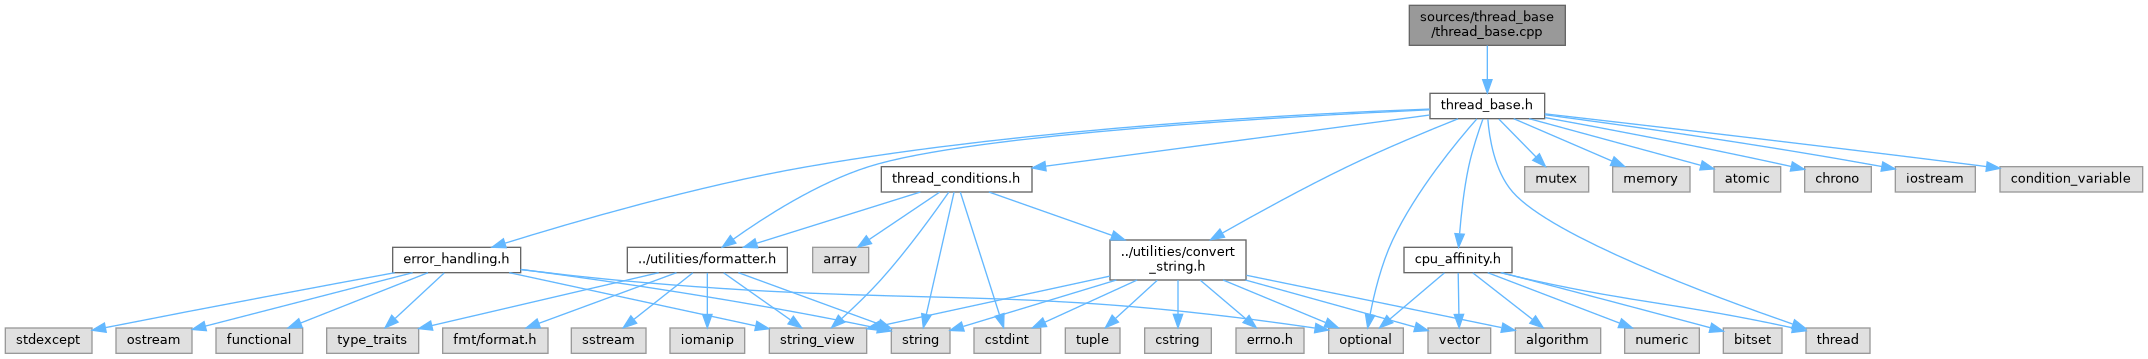 sources/thread_base
/thread_base.cpp
thread_base.h
thread_conditions.h
mutex
memory
atomic
chrono
iostream
condition_variable
error_handling.h
../utilities/formatter.h
array
../utilities/convert
_string.h
cpu_affinity.h
stdexcept
ostream
functional
type_traits
fmt/format.h
sstream
iomanip
string_view
string
cstdint
tuple
cstring
errno.h
optional
vector
algorithm
numeric
bitset
thread